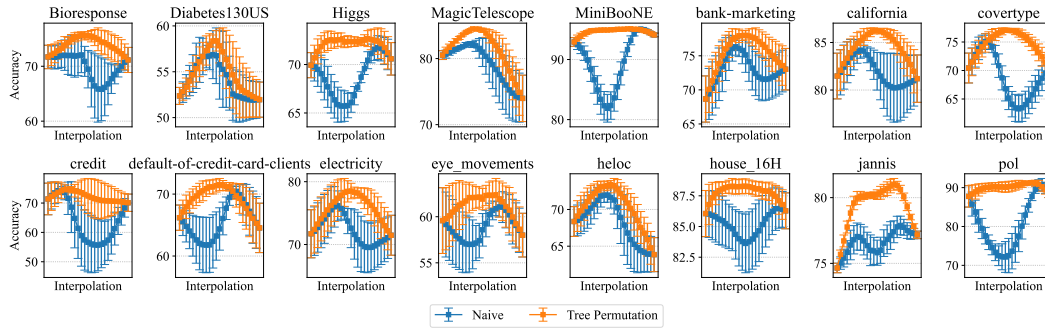 Bioresponse Diabetes130US Higgs MagicTelescope MiniBooNE bank-marketing california covertype
Accuracy
70
60
Interpolation
60
55
50
Interpolation
70
65
Interpolation
80
70
Interpolation
90
80
Interpolation
75
70
65
Interpolation
85
80
Interpolation
75
70
65
Interpolation
credit default-of-credit-card-clients electricity eye_movements heloc house_16H jannis pol
Accuracy
70
60
50
Interpolation
70
60
Interpolation
80
70
Interpolation
60
55
Interpolation
70
65
Interpolation
87.5
85.0
82.5
Interpolation
80
75
Interpolation
90
80
70
Interpolation
Naive Tree Permutation